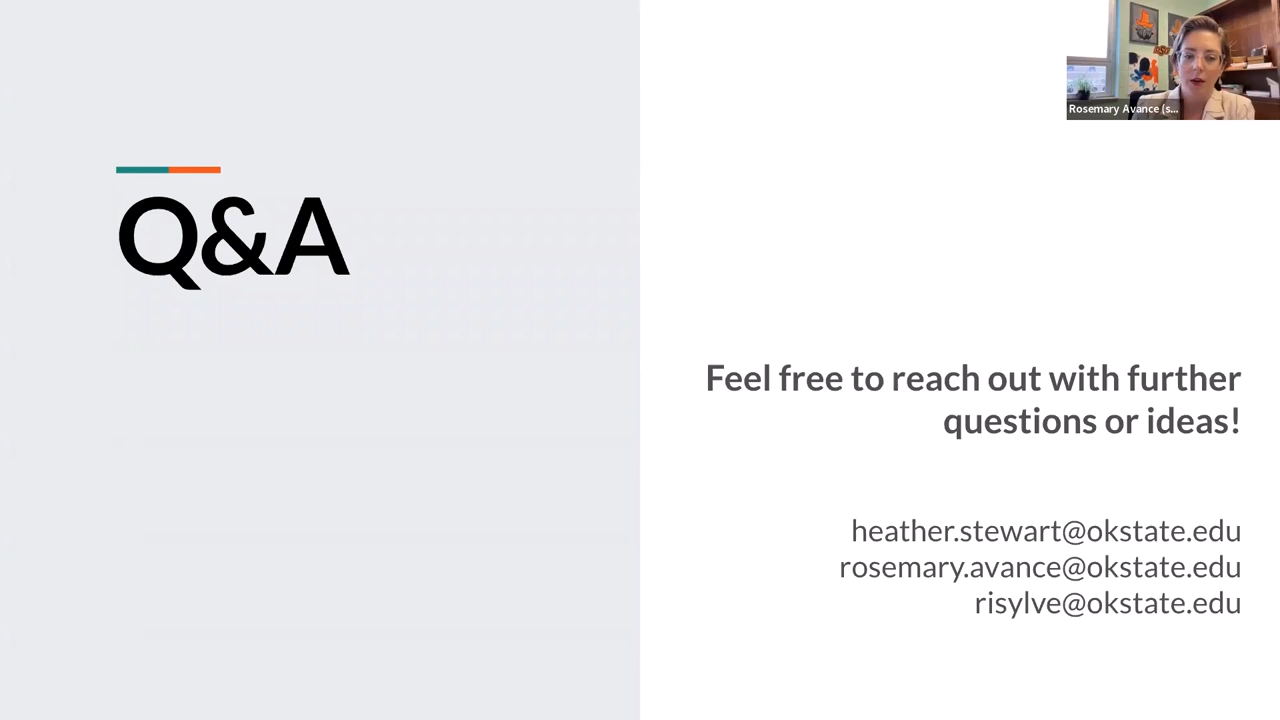 Rosemary Avance (s...
Q&A
Feel free to reach out with further
questions or ideas!
heather.stewart@okstate.edu
rosemary.avance@okstate.edu
risylve@okstate.edu